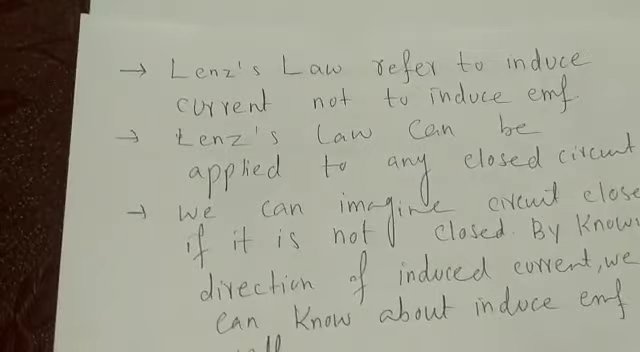 → Lenz's Law refer to induce
current not to induce emf.
→ Lenz's Law Can be
applied to any closed circuit
→ we can imagine circuit close
if it is not closed. By Knowi
direction of induced current, we
can Know about induce emf